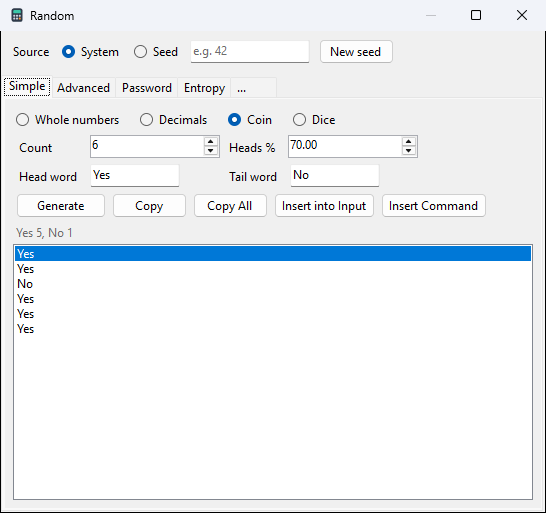 Random
Source System Seed e.g. 42 New seed
Simple Advanced Password Entropy ...
Whole numbers Decimals Coin Dice
Count 6 Heads % 70.00
Head word Yes Tail word No
Generate Copy Copy All Insert into Input Insert Command
Yes 5, No 1
Yes
Yes
No
Yes
Yes
Yes